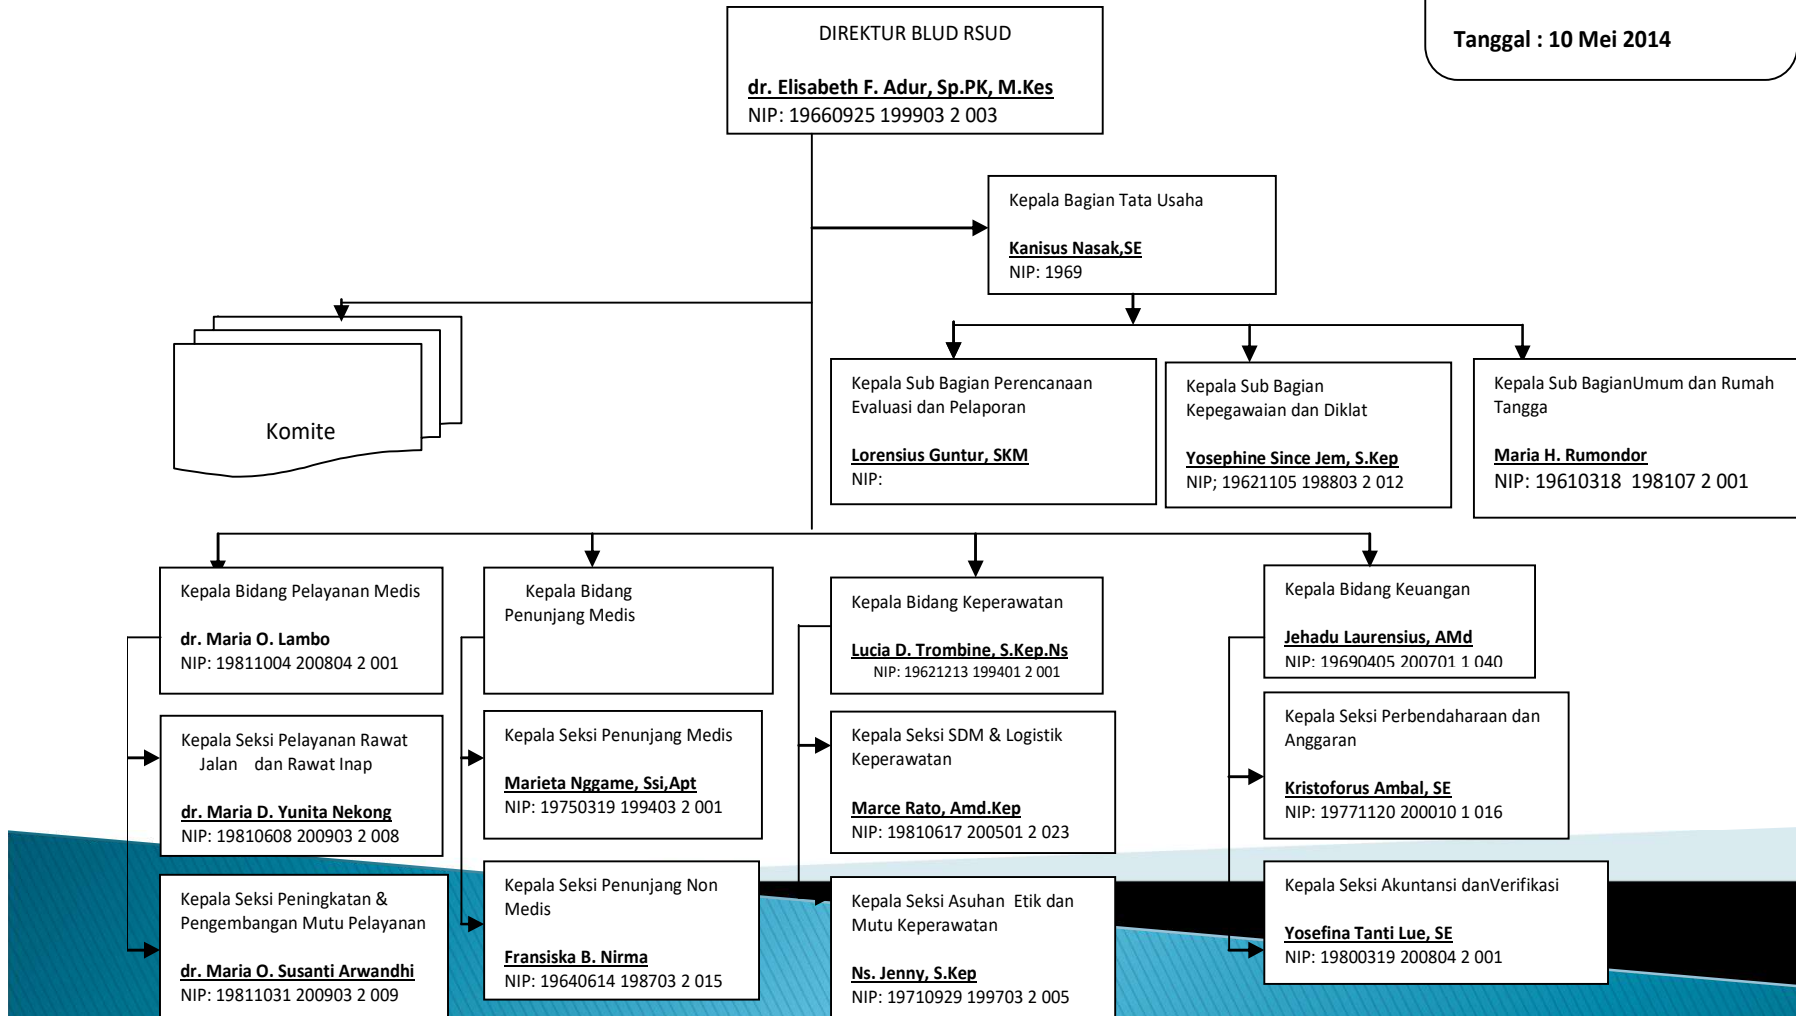 DIREKTUR BLUD RSUD
dr. Elisabeth F. Adur, Sp.PK, M.Kes
NIP: 19660925 199903 2 003
Tanggal : 10 Mei 2014
Kepala Bagian Tata Usaha
Kanisus Nasak,SE
NIP: 1969
Komite
Kepala Sub Bagian Perencanaan
Evaluasi dan Pelaporan
Lorensius Guntur, SKM
NIP:
Kepala Sub Bagian
Kepegawaian dan Diklat
Yosephine Since Jem, S.Kep
NIP; 19621105 198803 2 012
Kepala Sub BagianUmum dan Rumah
Tangga
Maria H. Rumondor
NIP: 19610318  198107 2 001
Kepala Bidang Pelayanan Medis
dr. Maria O. Lambo
NIP: 19811004 200804 2 001
Kepala Bidang
Penunjang Medis
Kepala Bidang Keperawatan
Lucia D. Trombine, S.Kep.Ns
NIP: 19621213 199401 2 001
Kepala Bidang Keuangan
Jehadu Laurensius, AMd
NIP: 19690405 200701 1 040
Kepala Seksi Pelayanan Rawat
Jalan    dan Rawat Inap
dr. Maria D. Yunita Nekong
NIP: 19810608 200903 2 008
Kepala Seksi Penunjang Medis
Marieta Nggame, Ssi,Apt
NIP: 19750319 199403 2 001
Kepala Seksi SDM & Logistik
Keperawatan
Marce Rato, Amd.Kep
NIP: 19810617 200501 2 023
Kepala Seksi Perbendaharaan dan
Anggaran
Kristoforus Ambal, SE
NIP: 19771120 200010 1 016
Kepala Seksi Peningkatan &
Pengembangan Mutu Pelayanan
dr. Maria O. Susanti Arwandhi
NIP: 19811031 200903 2 009
Kepala Seksi Penunjang Non
Medis
Fransiska B. Nirma
NIP: 19640614 198703 2 015
Kepala Seksi Asuhan  Etik dan
Mutu Keperawatan
Ns. Jenny, S.Kep
NIP: 19710929 199703 2 005
Kepala Seksi Akuntansi danVerifikasi
Yosefina Tanti Lue, SE
NIP: 19800319 200804 2 001